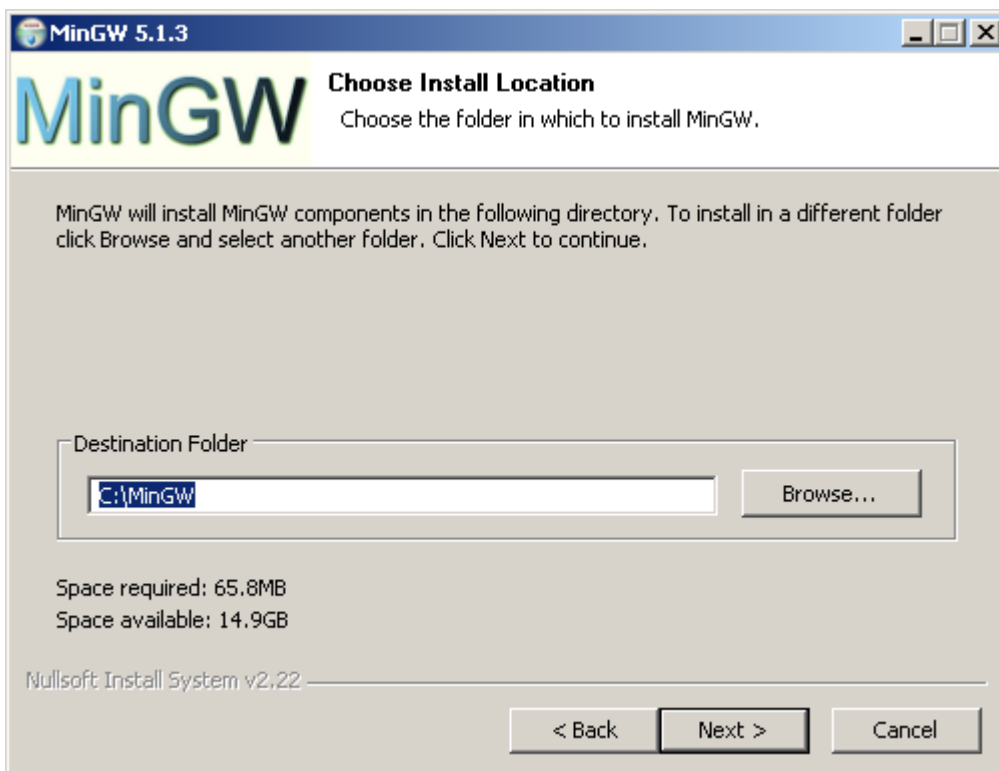 MinGW 5.1.3
MinGW
Choose Install Location
Choose the folder in which to install MinGW.
MinGW will install MinGW components in the following directory. To install in a different folder
click Browse and select another folder. Click Next to continue.
Destination Folder
C:\MinGW
Browse...
Space required: 65.8MB
Space available: 14.9GB
Nullsoft Install System v2.22
< Back
Next >
Cancel